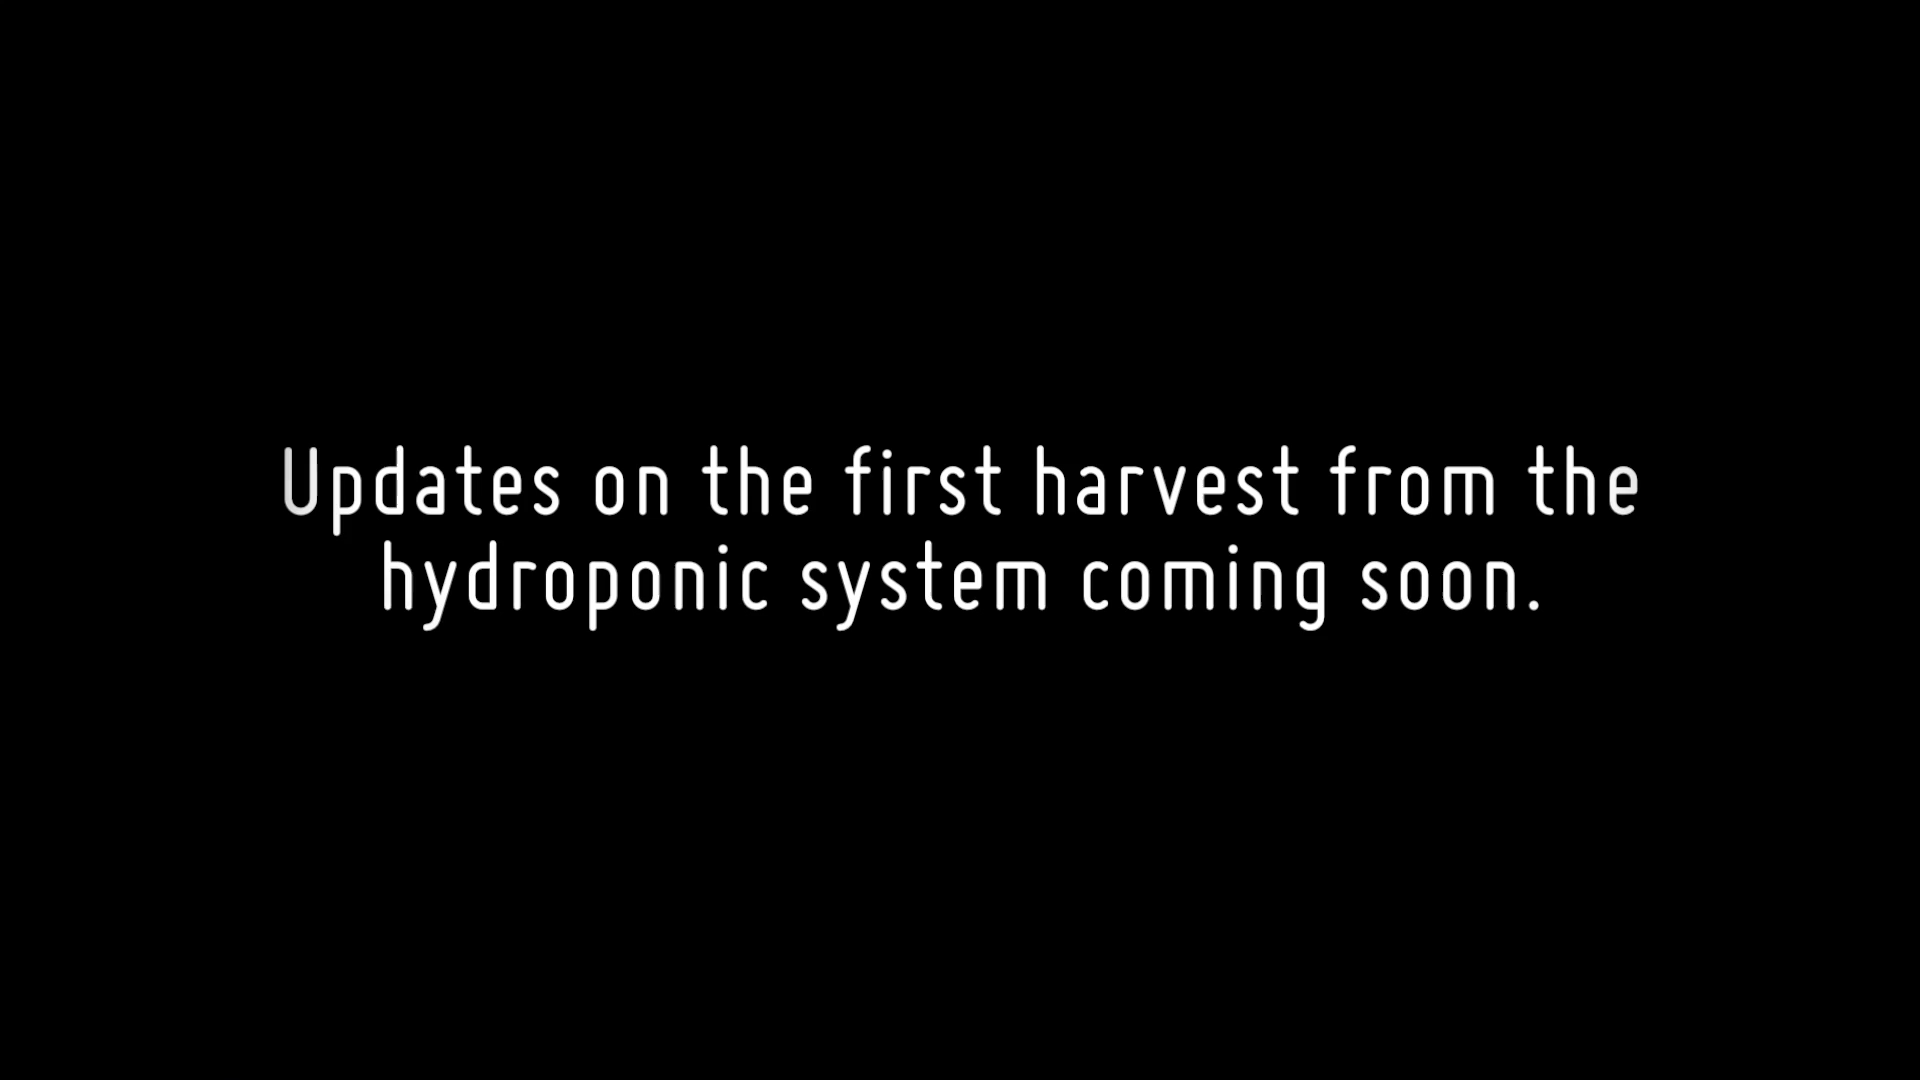 Updates on the first harvest from the
hydroponic system coming soon.